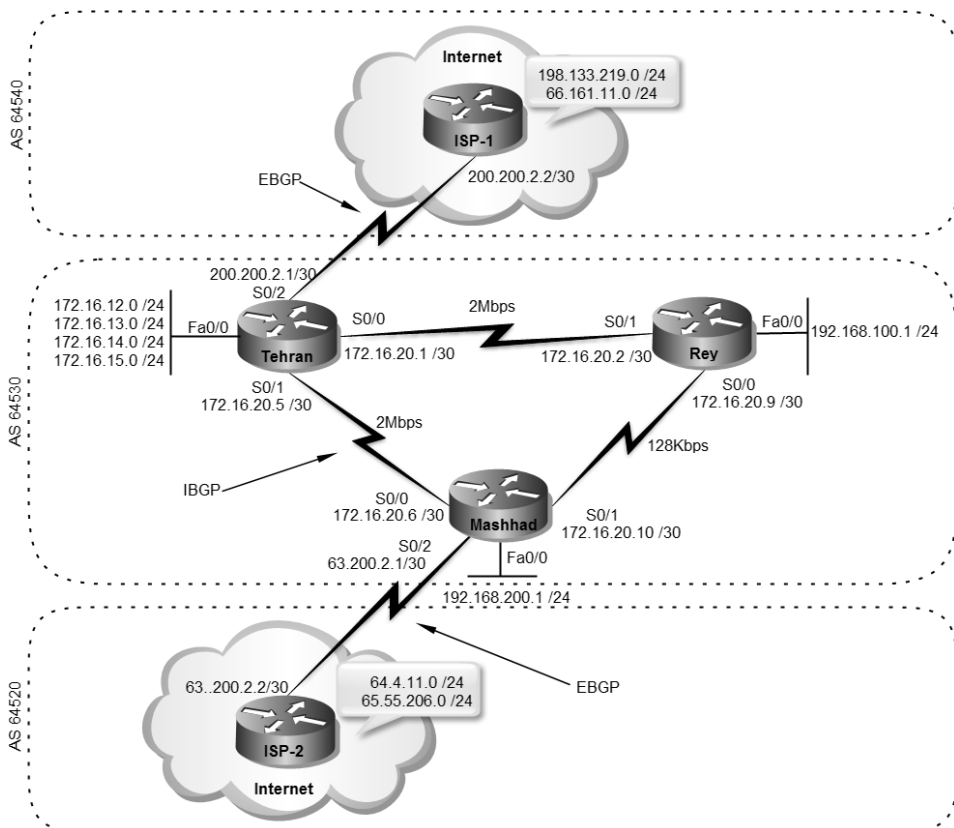 AS 64540
Internet
198.133.219.0 /24
66.161.11.0 /24
ISP-1
200.200.2.2/30
EBGP
AS 64530
200.200.2.1/30
S0/2
172.16.12.0 /24
172.16.13.0 /24
172.16.14.0 /24
172.16.15.0 /24
Fa0/0
Tehran
S0/0
172.16.20.1 /30
2Mbps
S0/1
172.16.20.2 /30
Rey
Fa0/0
192.168.100.1 /24
S0/1
172.16.20.5 /30
S0/0
172.16.20.9 /30
2Mbps
128Kbps
IBGP
S0/0
172.16.20.6 /30
Mashhad
S0/1
172.16.20.10 /30
S0/2
63.200.2.1/30
Fa0/0
192.168.200.1 /24
AS 64520
63..200.2.2/30
64.4.11.0 /24
65.55.206.0 /24
EBGP
ISP-2
Internet